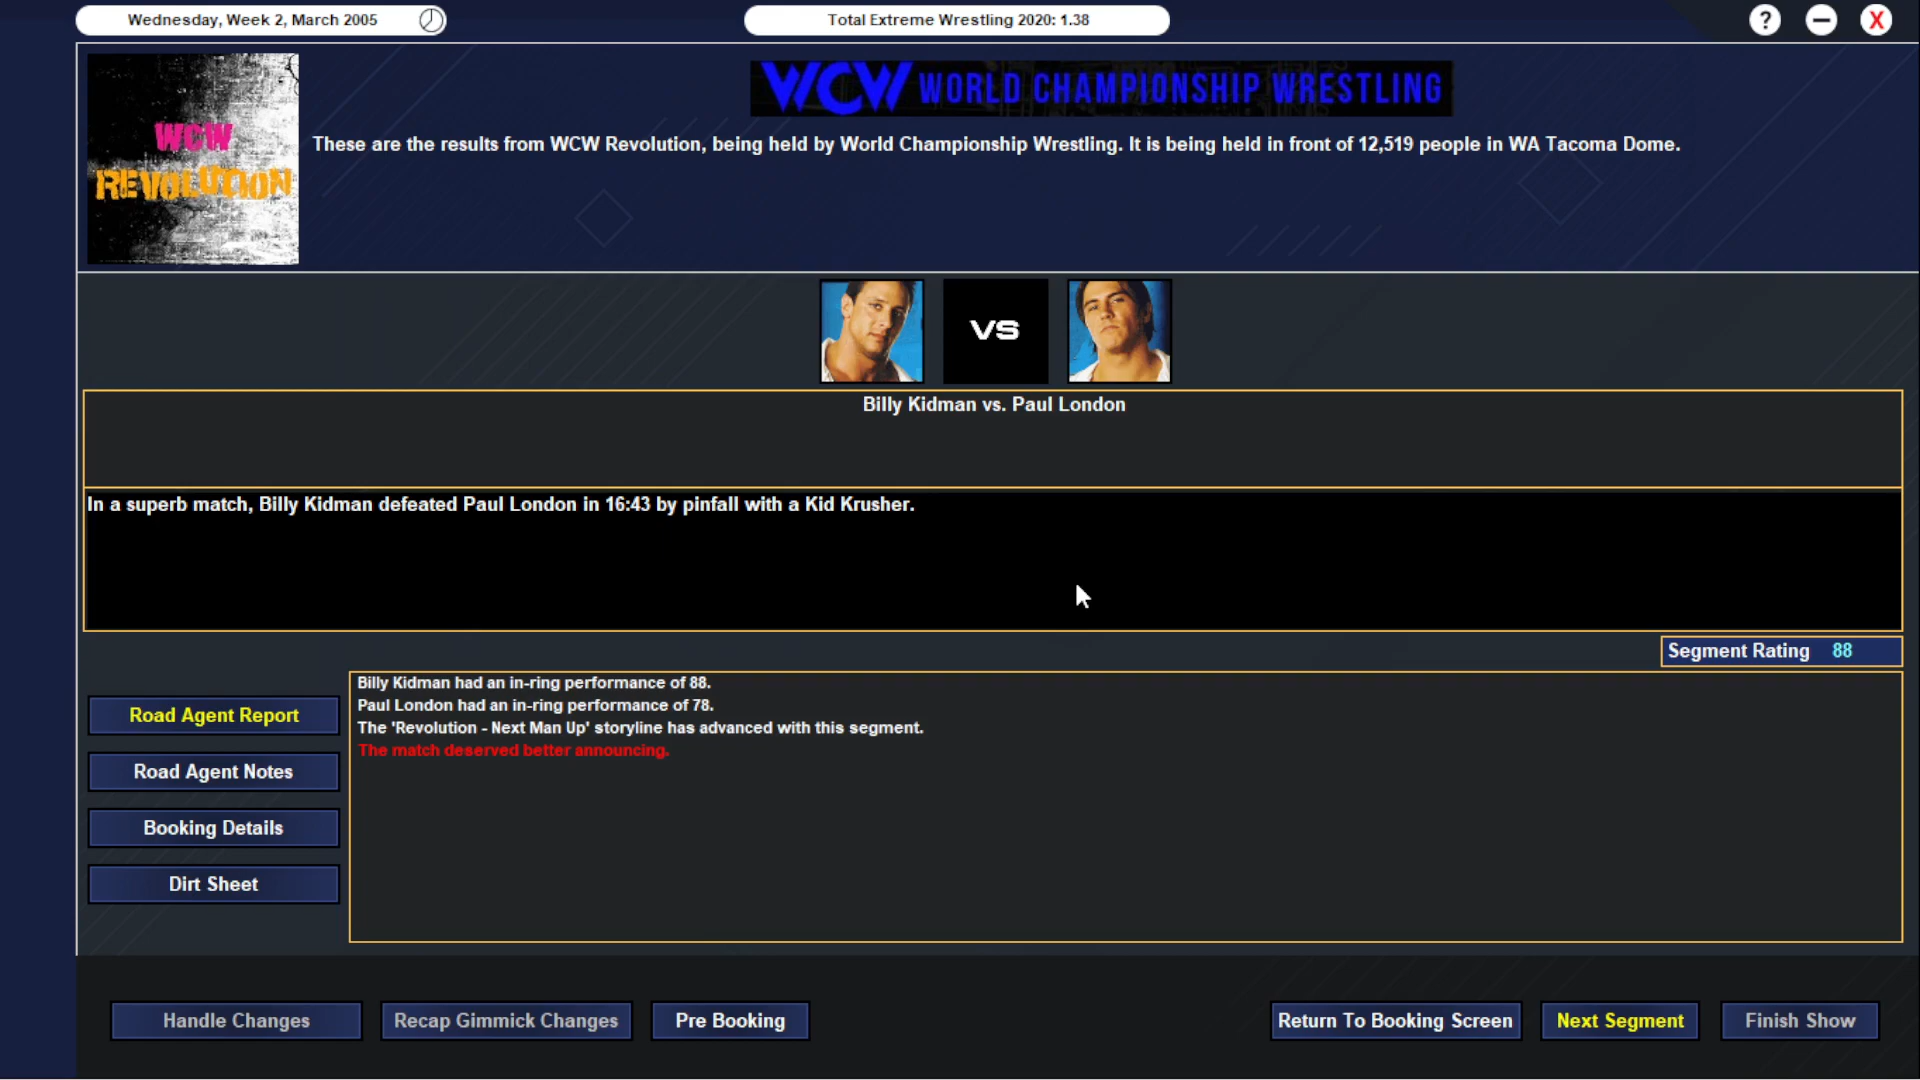 Wednesday, Week 2, March 2005
Total Extreme Wrestling 2020: 1.38
?
X
WCW
REVOLUTION
WCW WORLD CHAMPIONSHIP WRESTLING
These are the results from WCW Revolution, being held by World Championship Wrestling. It is being held in front of 12,519 people in WA Tacoma Dome.
VS
Billy Kidman vs. Paul London
In a superb match, Billy Kidman defeated Paul London in 16:43 by pinfall with a Kid Krusher.
Segment Rating 88
Road Agent Report
Road Agent Notes
Booking Details
Dirt Sheet
Billy Kidman had an in-ring performance of 88.
Paul London had an in-ring performance of 78.
The 'Revolution - Next Man Up' storyline has advanced with this segment.
The match deserved better announcing.
Handle Changes
Recap Gimmick Changes
Pre Booking
Return To Booking Screen
Next Segment
Finish Show